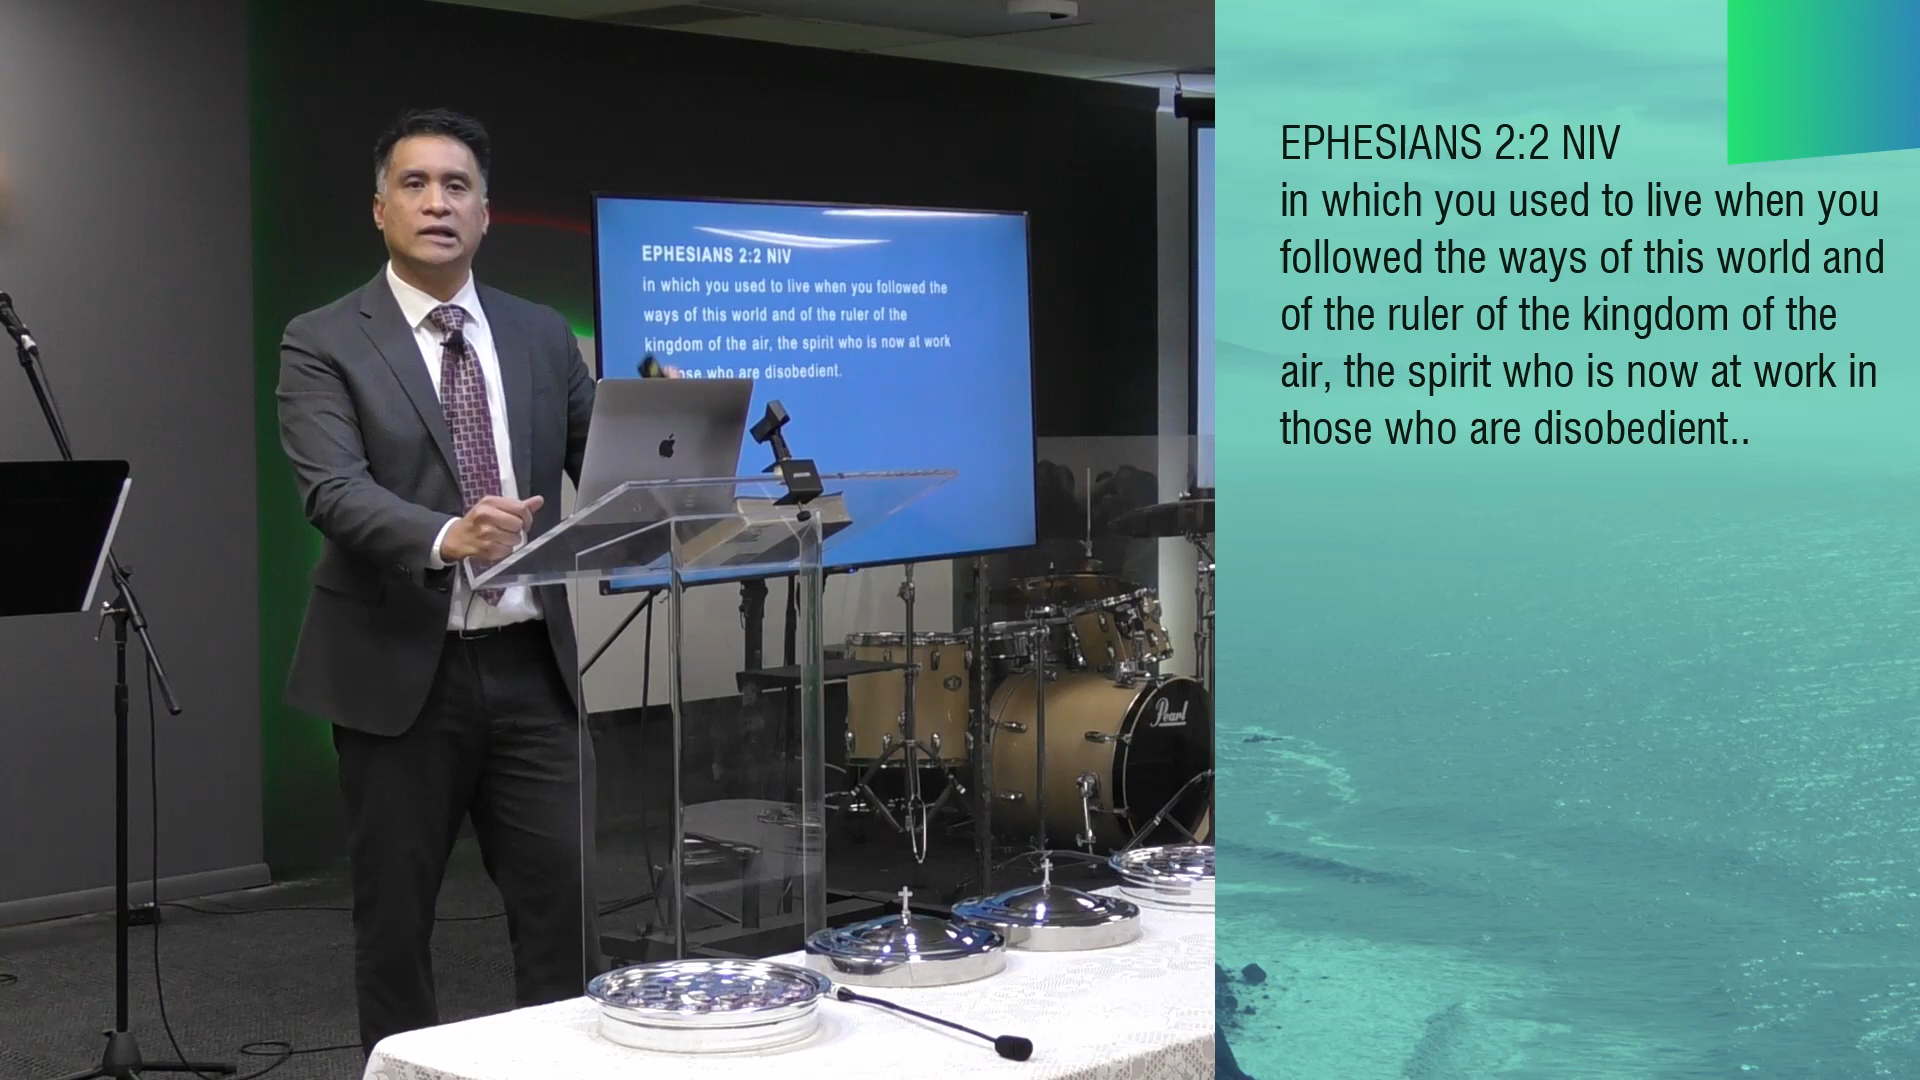 EPHESIANS 2:2 NIV
in which you used to live when you followed the
ways of this world and of the ruler of the
kingdom of the air, the spirit who is now at work
those who are disobedient.
Pearl
EPHESIANS 2:2 NIV
in which you used to live when you
followed the ways of this world and
of the ruler of the kingdom of the
air, the spirit who is now at work in
those who are disobedient..